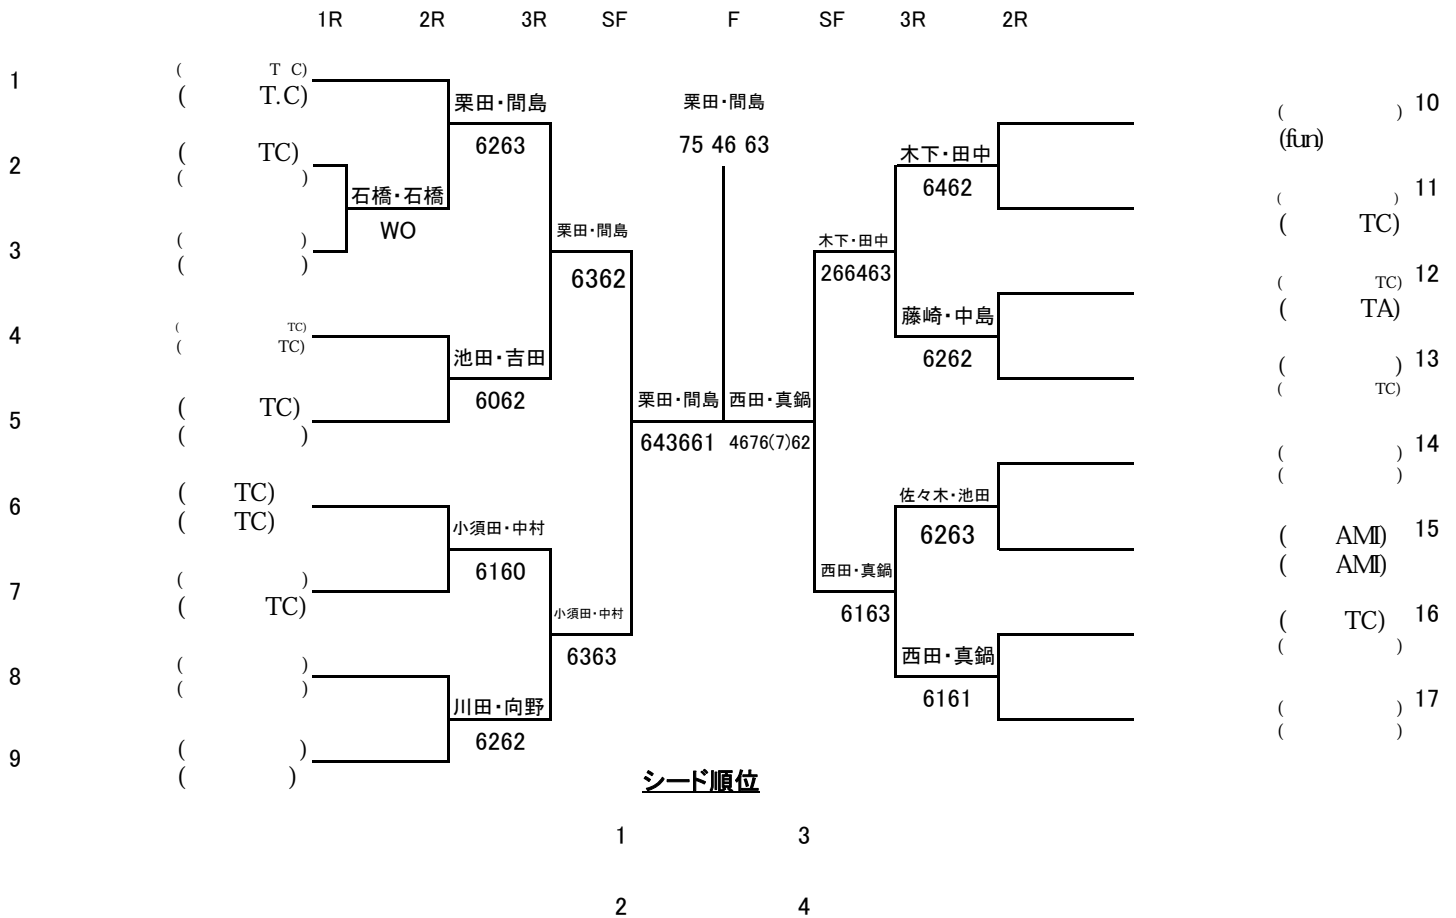 1R 2R 3R SF F SF 3R 2R
1
( T C)
( T.C)
2
( TC)
( )
3
( )
( )
4
( TC)
( TC)
5
( TC)
( )
6
( TC)
( TC)
7
( )
( TC)
8
( )
( )
9
( )
( )
石橋・石橋
WO
栗田・間島
6263
池田・吉田
6062
小須田・中村
6160
川田・向野
6262
栗田・間島
6362
小須田・中村
6363
栗田・間島
643661
栗田・間島
75 46 63
西田・真鍋
4676(7)62
木下・田中
266463
西田・真鍋
6163
木下・田中
6462
藤崎・中島
6262
佐々木・池田
6263
西田・真鍋
6161
( ) 10
(fun)
( ) 11
( TC)
( TC) 12
( TA)
( ) 13
( TC)
( ) 14
( )
( AMI) 15
( AMI)
( TC) 16
( )
( ) 17
( )
シード順位
1 3
2 4